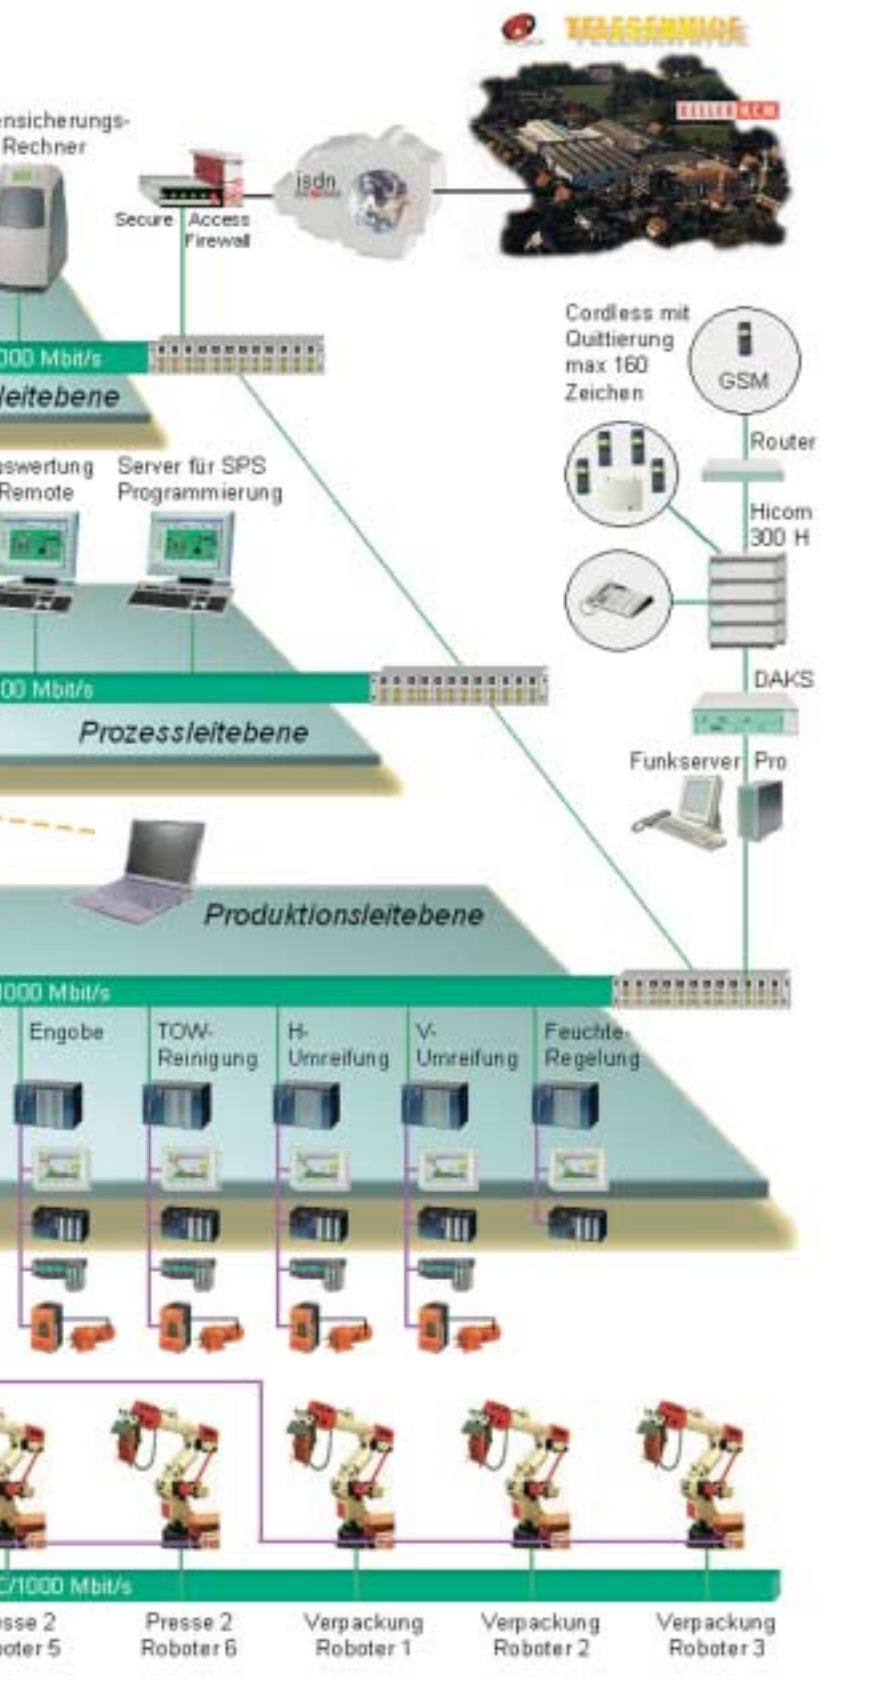 TELESERVICE
ensicherungs-
Rechner
isdn
Secure Access
Firewall
Cordless mit
Quittierung
max 160
Zeichen
GSM
000 Mbit/s
leitebene
Router
swertung
Remote
Server für SPS
Programmierung
Hicom
300 H
00 Mbit/s
DAKS
Prozessleitebene
Funkserver Pro
Produktionsleitebene
1000 Mbit/s
Engobe
TOW-
Reinigung
H-
Umreifung
V-
Umreifung
Feuchte-
Regelung
C/1000 Mbit/s
esse 2
boter 5
Presse 2
Roboter 6
Verpackung
Roboter 1
Verpackung
Roboter 2
Verpackung
Roboter 3